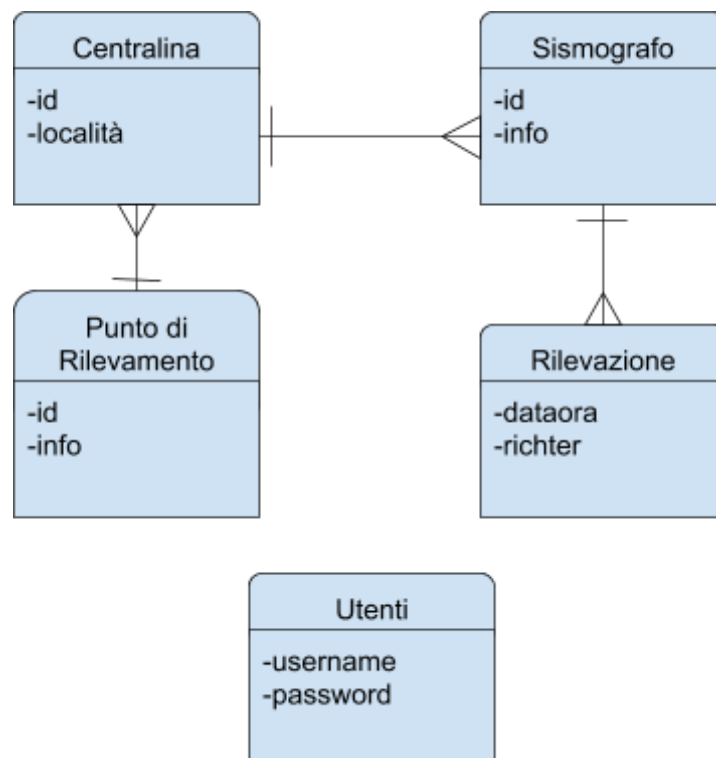 Centralina
-id
-località
Sismografo
-id
-info
Punto di
Rilevamento
-id
-info
Rilevazione
-dataora
-richter
Utenti
-username
-password